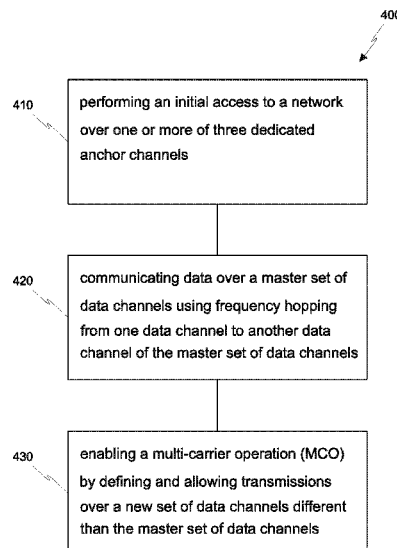 400
410
performing an initial access to a network
over one or more of three dedicated
anchor channels
420
communicating data over a master set of
data channels using frequency hopping
from one data channel to another data
channel of the master set of data channels
430
enabling a multi-carrier operation (MCO)
by defining and allowing transmissions
over a new set of data channels different
than the master set of data channels